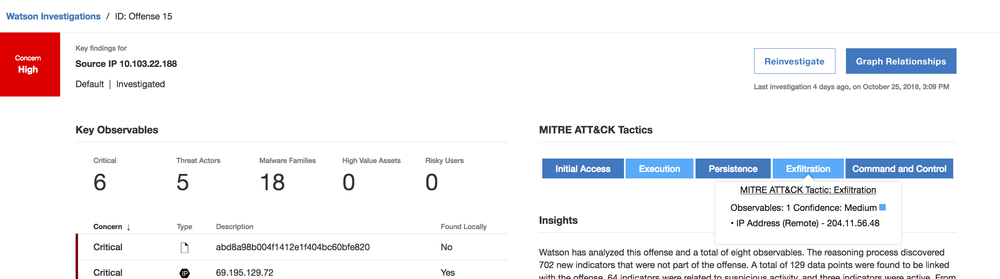 Watson Investigations / ID: Offense 15
Concern
High
Key findings for
Source IP 10.103.22.188
Default | Investigated
Reinvestigate
Graph Relationships
Last investigation 4 days ago, on October 25, 2018, 3:09 PM
Key Observables
Critical
6
Threat Actors
5
Malware Families
18
High Value Assets
0
Risky Users
0
Concern ↓ Type Description Found Locally
Critical abd8a98b004f1412e1f404bc60bfe820 No
Critical IP 69.195.129.72 Yes
MITRE ATT&CK Tactics
Initial Access Execution Persistence Exfiltration Command and Control
MITRE ATT&CK Tactic: Exfiltration
Observables: 1 Confidence: Medium
• IP Address (Remote) - 204.11.56.48
Insights
Watson has analyzed this offense and a total of eight observables. The reasoning process discovered
702 new indicators that were not part of the offense. A total of 129 data points were found to be linked
with the offense. 64 indicators were related to suspicious activity, and three indicators were active. From